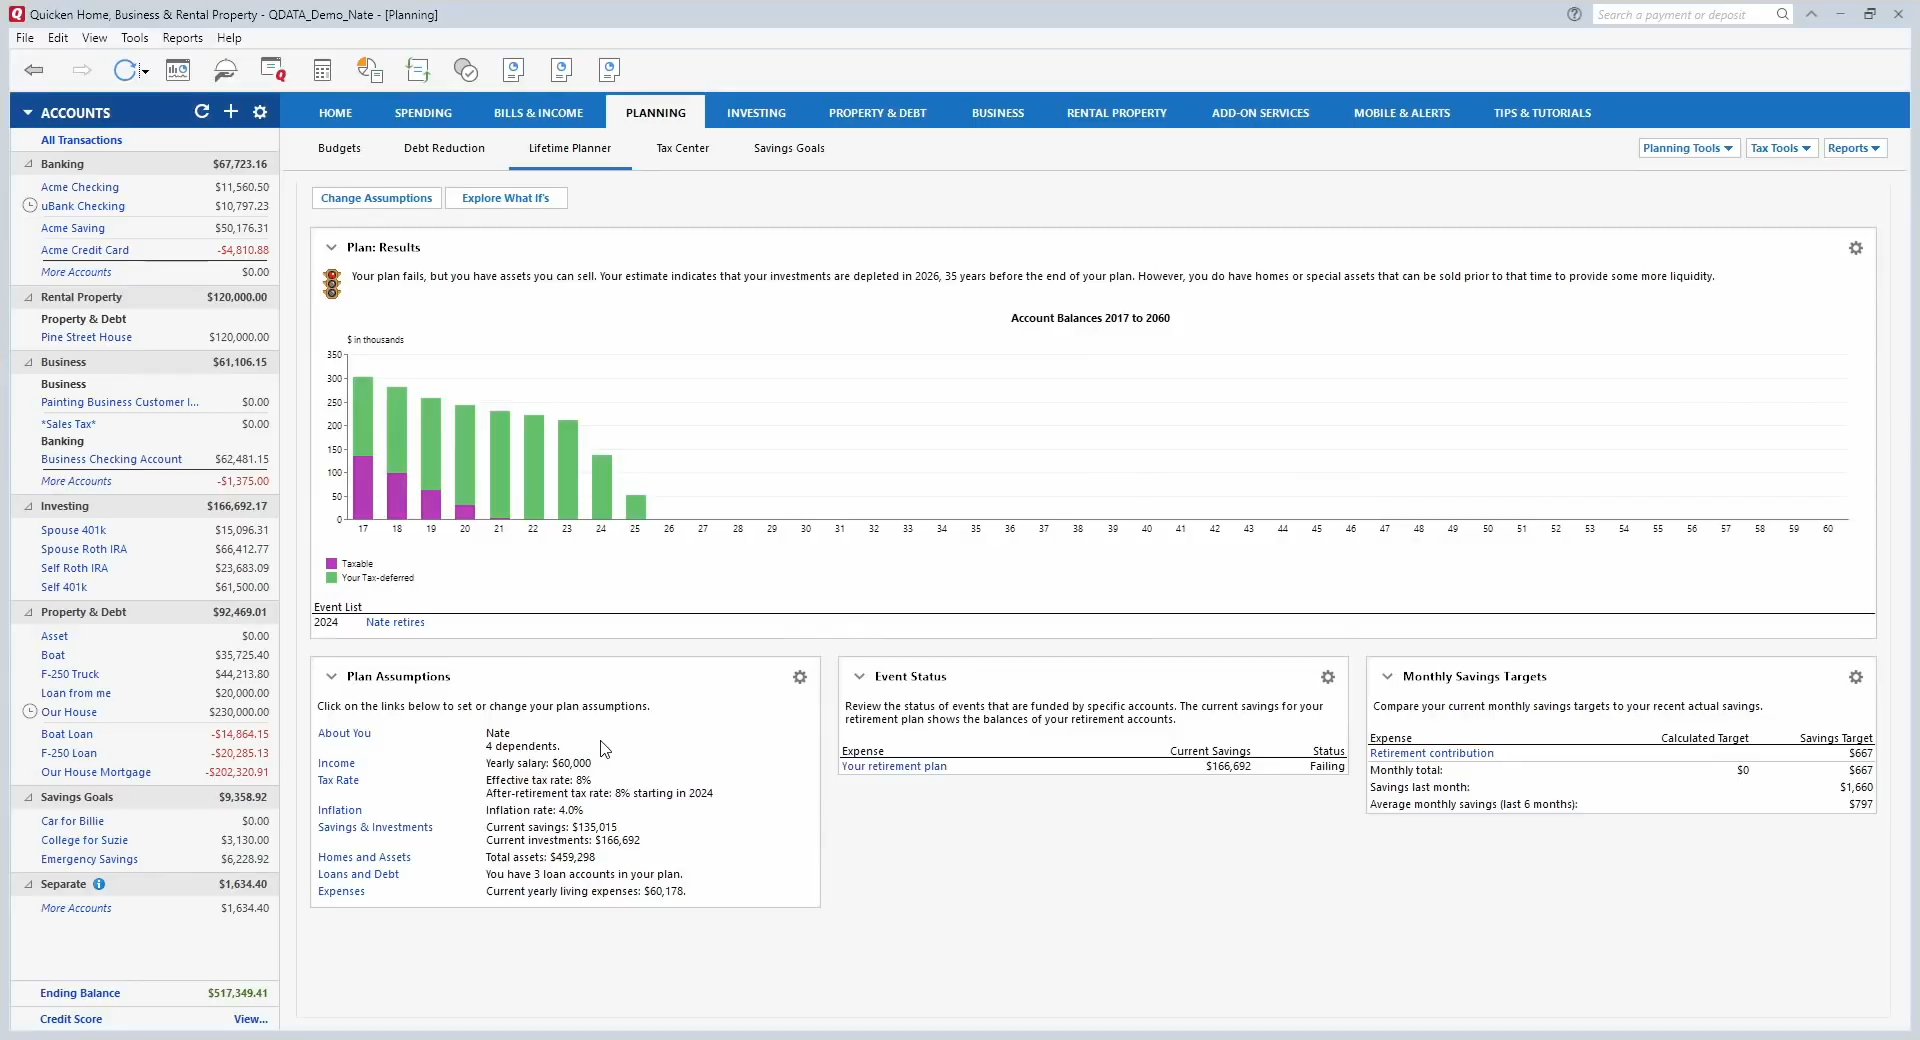 Quicken Home, Business & Rental Property - QDATA_Demo_Nate - [Planning]
Search a payment or deposit
File Edit View Tools Reports Help
ACCOUNTS
HOME SPENDING BILLS & INCOME PLANNING INVESTING PROPERTY & DEBT BUSINESS RENTAL PROPERTY ADD-ON SERVICES MOBILE & ALERTS TIPS & TUTORIALS
Budgets Debt Reduction Lifetime Planner Tax Center Savings Goals
Planning Tools Tax Tools Reports
All Transactions
Banking $67,723.16
Acme Checking $11,560.50
uBank Checking $10,797.23
Acme Saving $50,176.31
Acme Credit Card -$4,810.88
More Accounts $0.00
Rental Property $120,000.00
Property & Debt
Pine Street House $120,000.00
Business $61,106.15
Business
Painting Business Customer I... $0.00
*Sales Tax* $0.00
Banking
Business Checking Account $62,481.15
More Accounts -$1,375.00
Investing $166,692.17
Spouse 401k $15,096.31
Spouse Roth IRA $66,412.77
Self Roth IRA $23,683.09
Self 401k $61,500.00
Property & Debt $92,469.01
Asset $0.00
Boat $35,725.40
F-250 Truck $44,213.80
Loan from me $20,000.00
Our House $230,000.00
Boat Loan -$14,864.15
F-250 Loan -$20,285.13
Our House Mortgage -$202,320.91
Savings Goals $9,358.92
Car for Billie $0.00
College for Suzie $3,130.00
Emergency Savings $6,228.92
Separate $1,634.40
More Accounts $1,634.40
Ending Balance $517,349.41
Credit Score View...
Change Assumptions Explore What If's
Plan: Results
Your plan fails, but you have assets you can sell. Your estimate indicates that your investments are depleted in 2026, 35 years before the end of your plan. However, you do have homes or special assets that can be sold prior to that time to provide some more liquidity.
Account Balances 2017 to 2060
$ in thousands
350
300
250
200
150
100
50
0
17 18 19 20 21 22 23 24 25 26 27 28 29 30 31 32 33 34 35 36 37 38 39 40 41 42 43 44 45 46 47 48 49 50 51 52 53 54 55 56 57 58 59 60
Taxable
Your Tax-deferred
Event List
2024 Nate retires
Plan Assumptions
Click on the links below to set or change your plan assumptions.
About You Nate
4 dependents.
Income Yearly salary: $60,000
Tax Rate Effective tax rate: 8%
After-retirement tax rate: 8% starting in 2024
Inflation Inflation rate: 4.0%
Savings & Investments Current savings: $135,015
Current investments: $166,692
Homes and Assets Total assets: $459,298
Loans and Debt You have 3 loan accounts in your plan.
Expenses Current yearly living expenses: $60,178.
Event Status
Review the status of events that are funded by specific accounts. The current savings for your
retirement plan shows the balances of your retirement accounts.
Expense Current Savings Status
Your retirement plan $166,692 Failing
Monthly Savings Targets
Compare your current monthly savings targets to your recent actual savings.
Expense Calculated Target Savings Target
Retirement contribution $667
Monthly total: $0 $667
Savings last month: $1,660
Average monthly savings (last 6 months): $797